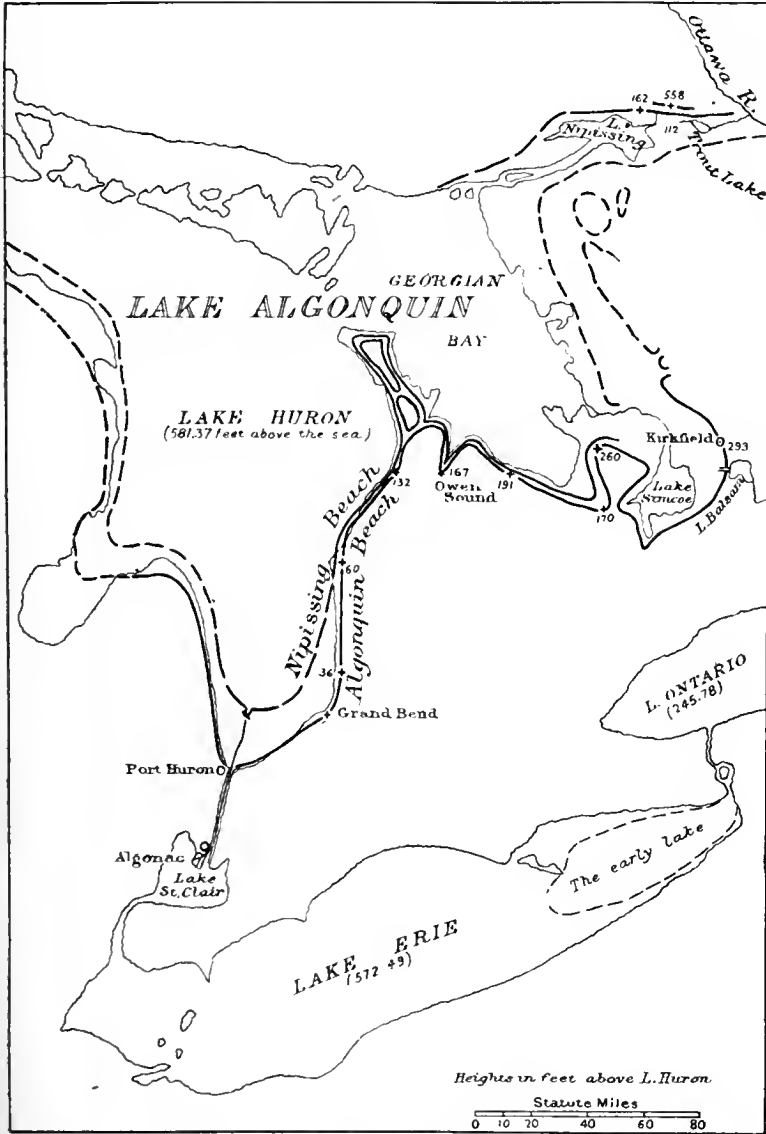 Ottawa R.
162
558
L. Nipissing
112
Trout Lake
GEORGIAN
LAKE ALGONQUIN
BAY
LAKE HURON
(581.37 feet above the sea)
Kirkfield
293
260
132
167
Owen
Sound
191
Lake
Simcoe
170
L. Balsam
Nipissing Beach
Algonquin Beach
60
36
Grand Bend
L. ONTARIO
(245.78)
Port Huron
Algonac
Lake
St. Clair
The early lake
LAKE ERIE
(572 49)
Heights in feet above L. Huron
Statute Miles
0 10 20 40 60 80